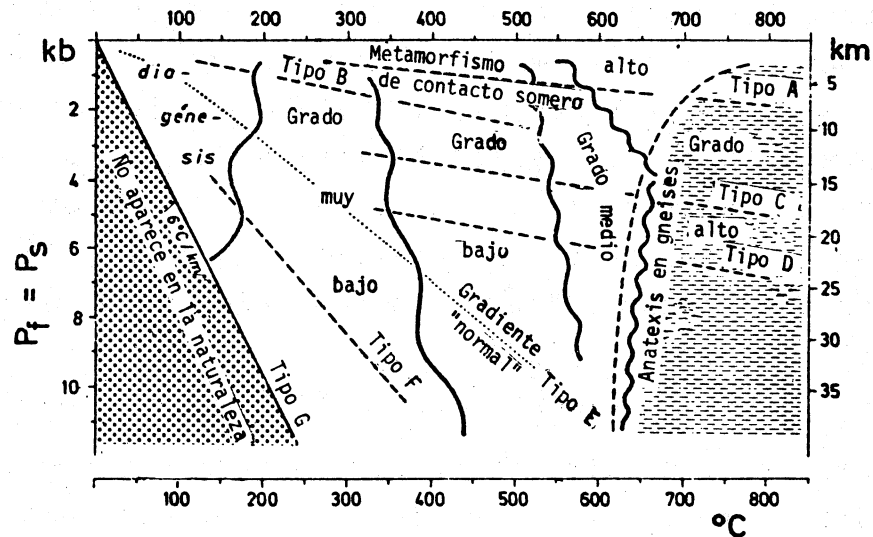 100 200 300 400 500 600 700 800
kb km
Metamorfismo alto
dia- Tipo B de contacto somero Tipo A
5
2 géne- Grado
10
Grado Grado medio Grado
sis
4 15
muy Tipo C
No aparece en la naturaleza
6°C/km
6 alto
20
bajo Tipo D
bajo
25
8 Gradiente
"normal" Tipo E
30
Anatexis en gneises
Tipo F
Tipo G
10 35
Pf = Ps
100 200 300 400 500 600 700 800
°C